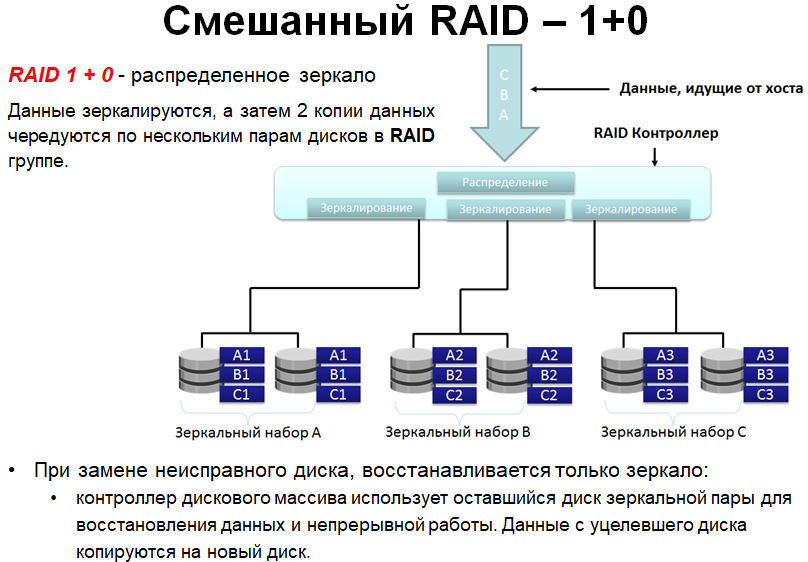 Смешанный RAID – 1+0
RAID 1 + 0 - распределенное зеркало
Данные зеркалируются, а затем 2 копии данных
чередуются по нескольким парам дисков в RAID
группе.
C
B
A
Данные, идущие от хоста
RAID Контроллер
Распределение
Зеркалирование
Зеркалирование
Зеркалирование
A1
B1
C1
A1
B1
C1
A2
B2
C2
A2
B2
C2
A3
B3
C3
A3
B3
C3
Зеркальный набор A
Зеркальный набор B
Зеркальный набор C
• При замене неисправного диска, восстанавливается только зеркало:
• контроллер дискового массива использует оставшийся диск зеркальной пары для
восстановления данных и непрерывной работы. Данные с уцелевшего диска
копируются на новый диск.